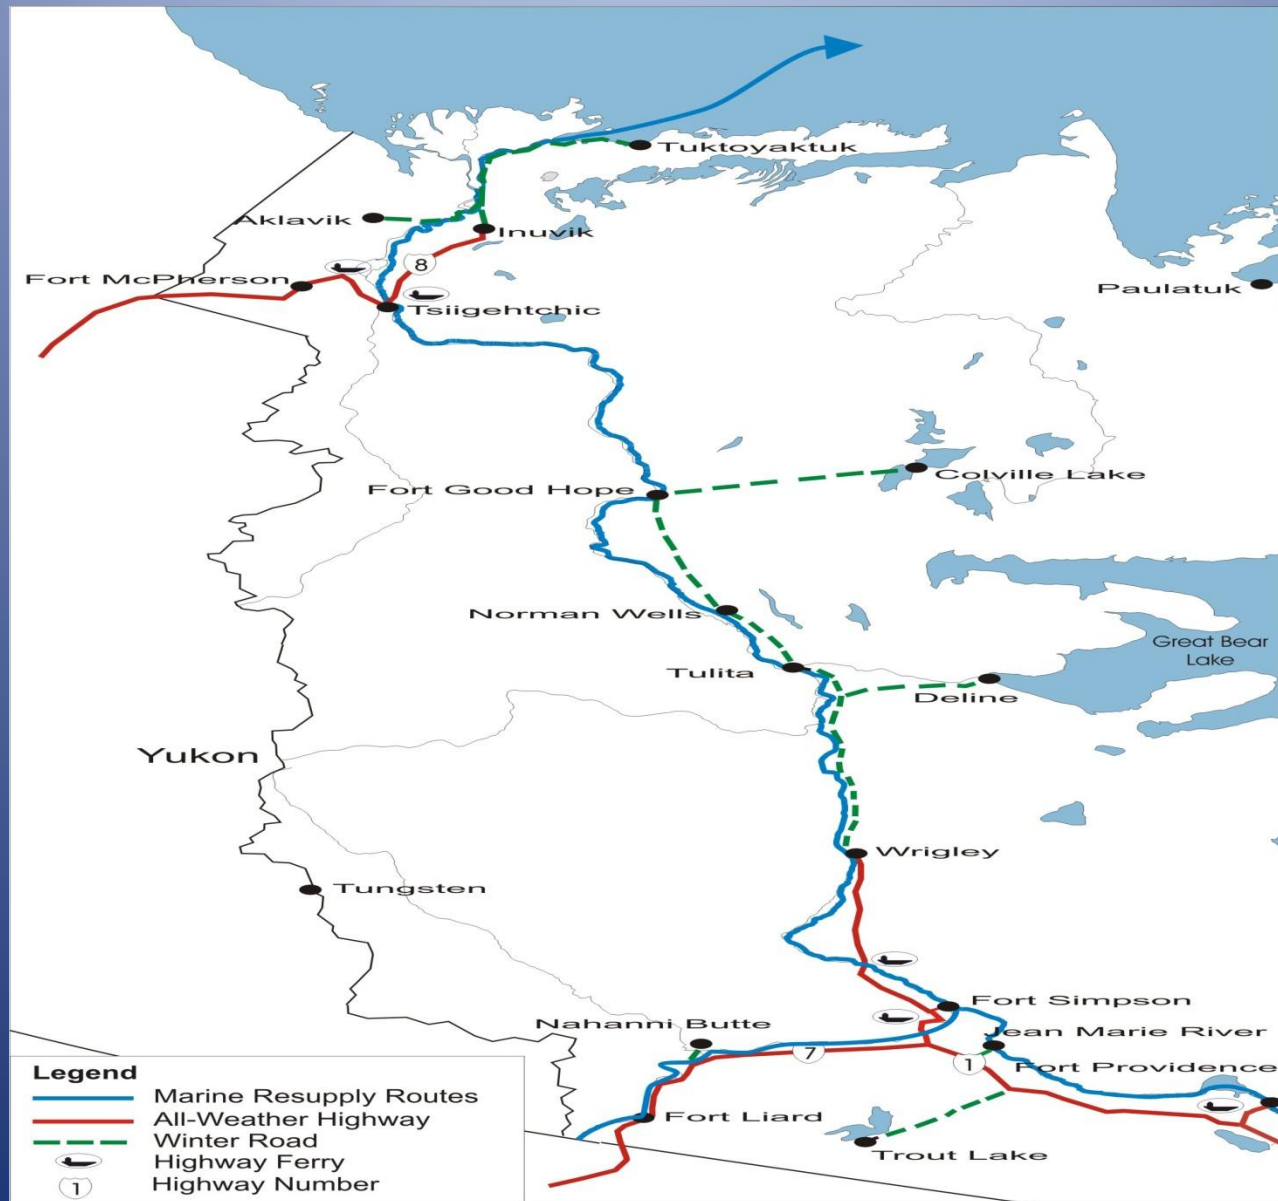 Tuktoyaktuk
Aklavik
Inuvik
8
Fort McPherson
Paulatuk
Tsiigehtchic
Colville Lake
Fort Good Hope
Norman Wells
Great Bear
Lake
Tulita
Deline
Yukon
Wrigley
Tungsten
Fort Simpson
Nahanni Butte
Jean Marie River
7
1
Fort Providence
Legend
Marine Resupply Routes
All-Weather Highway
Fort Liard
Winter Road
Trout Lake
Highway Ferry
1
Highway Number